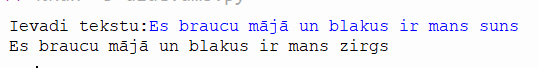 Ievadi tekstu:Es braucu mājā un blakus ir mans suns
Es braucu mājā un blakus ir mans zirgs